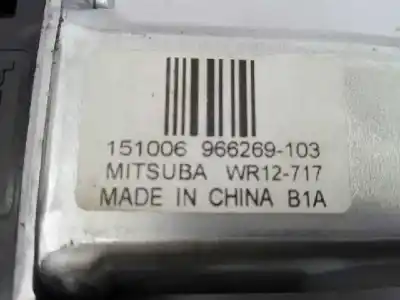 151006 966269-103
MITSUBA WR12-717
MADE IN CHINA B1A